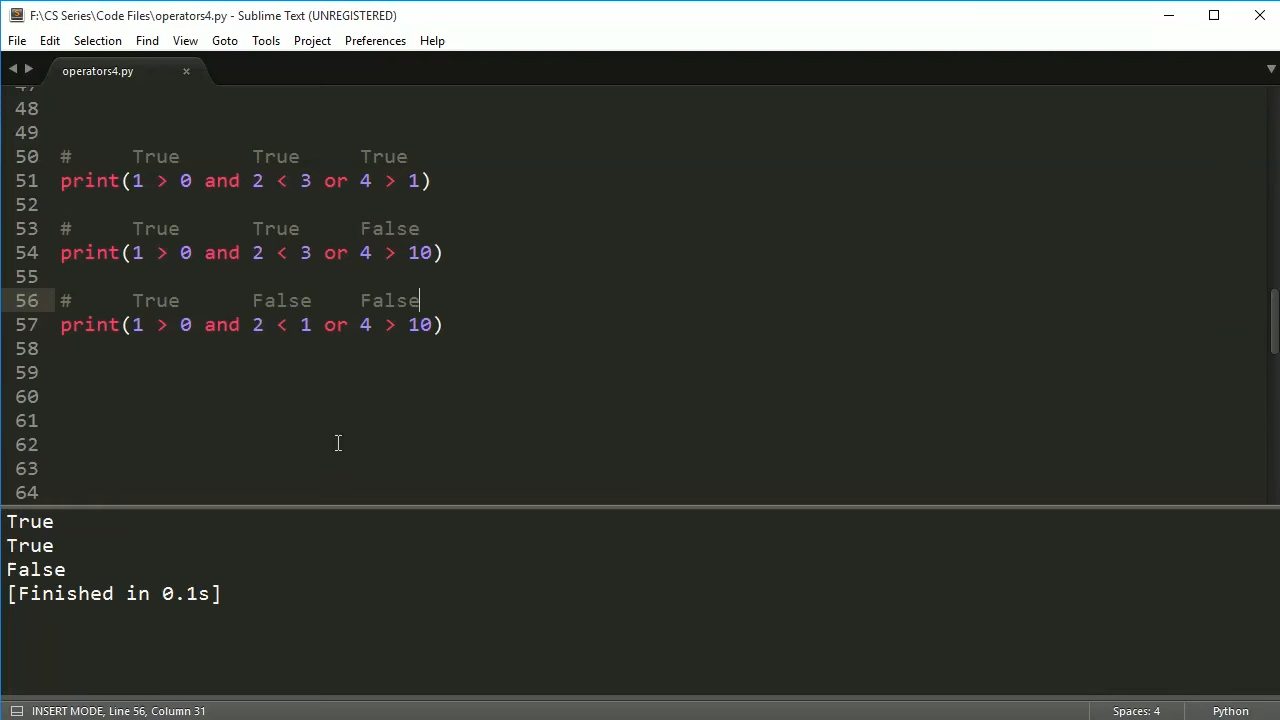 F:\CS Series\Code Files\operators4.py - Sublime Text (UNREGISTERED)
File Edit Selection Find View Goto Tools Project Preferences Help
operators4.py ×
47
48
49
50 #     True      True     True
51 print(1 > 0 and 2 < 3 or 4 > 1)
52
53 #     True      True     False
54 print(1 > 0 and 2 < 3 or 4 > 10)
55
56 #     True      False    False
57 print(1 > 0 and 2 < 1 or 4 > 10)
58
59
60
61
62
63
64
True
True
False
[Finished in 0.1s]
INSERT MODE, Line 56, Column 31 Spaces: 4 Python